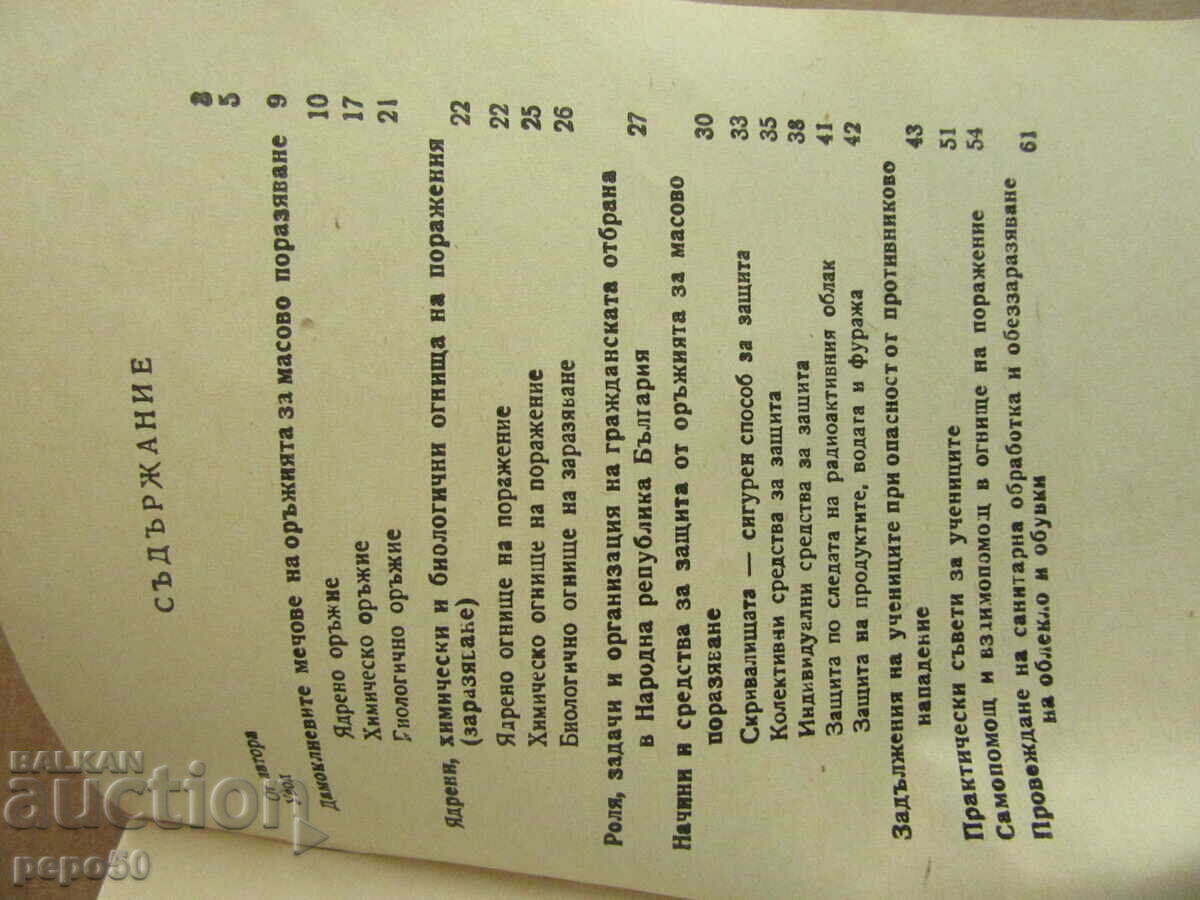 СЪДЪРЖАНИЕ
От автора 3
Увод 5
Дамоклиевите мечове на оръжията за масово поразяване 9
Ядрено оръжие 10
Химическо оръжие 17
Биологично оръжие 21
Ядрени, химически и биологични огнища на поражения
(заразяване) 22
Ядрено огнище на поражение 22
Химическо огнище на поражение 25
Биологично огнище на заразяване 26
Роля, задачи и организация на гражданската отбрана
в Народна република България 27
Начини и средства за защита от оръжията за масово
поразяване 30
Скривалищата — сигурен способ за защита 33
Колективни средства за защита 35
Индивидуални средства за защита 38
Защита по следата на радиоактивния облак 41
Защита на продуктите, водата и фуража 42
Задължения на учениците при опасност от противниково
нападение 43
Практически съвети за учениците 51
Самопомощ и взаимопомощ в огнище на поражение 54
Провеждане на санитарна обработка и обеззаразяване
на облекло и обувки 61
BALKAN
auction
pepo50